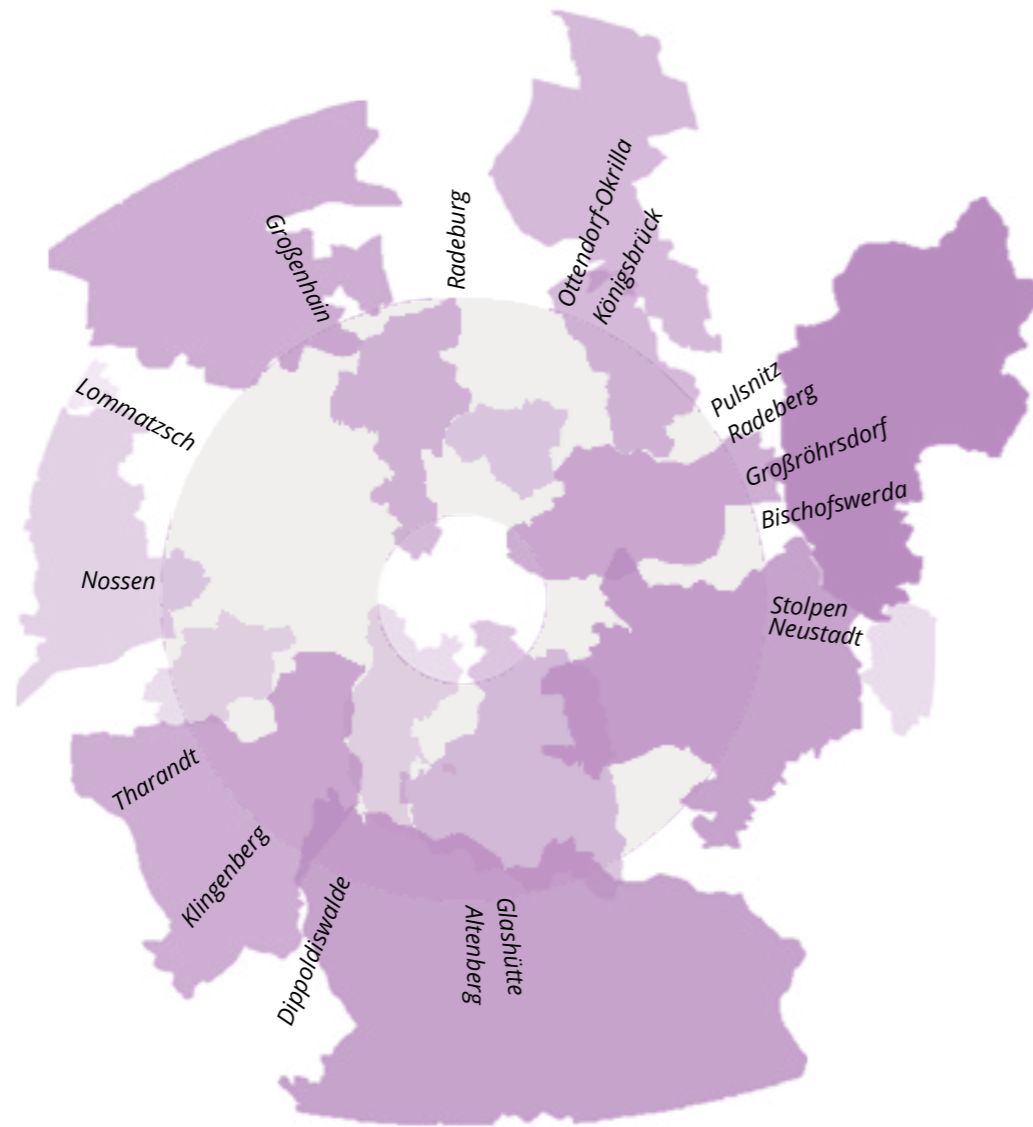 Radeburg
Ottendorf-Okrilla
Königsbrück
Großenhain
Pulsnitz
Radeberg
Großröhrsdorf
Bischofswerda
Lommatzsch
Nossen
Stolpen
Neustadt
Tharandt
Klingenberg
Dippoldiswalde
Altenberg
Glashütte